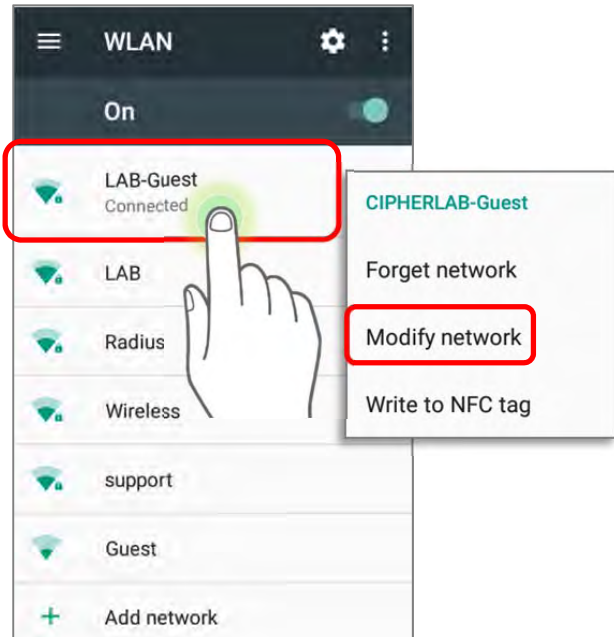 WLAN
On
LAB-Guest
Connected
LAB
Radius
Wireless
support
Guest
Add network
CIPHERLAB-Guest
Forget network
Modify network
Write to NFC tag